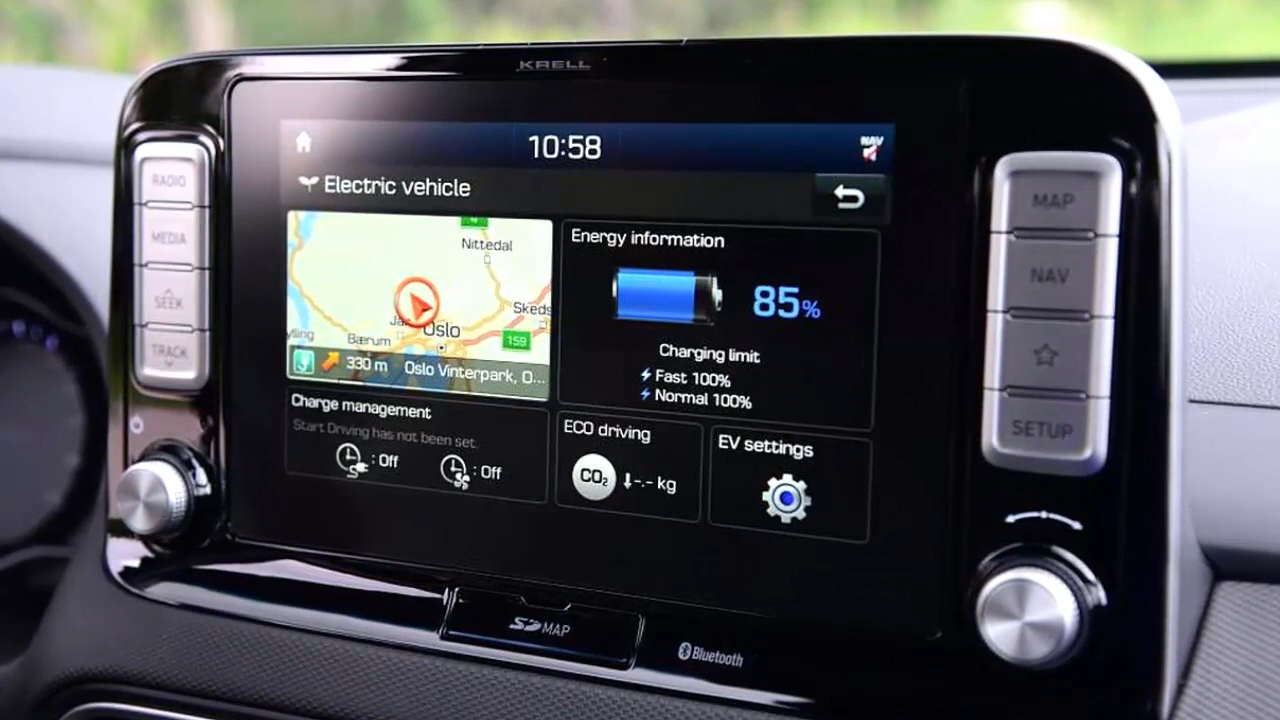 KRELL
RADIO
MEDIA
SEEK
TRACK
10:58
NAV
Electric vehicle
Nittedal
Oslo
Bærum
159
330 m Oslo Vinterpark, O...
Energy information
85%
Charging limit
Fast 100%
Normal 100%
Charge management
Start Driving has not been set.
: Off
: Off
ECO driving
CO₂
-.- kg
EV settings
MAP
NAV
SETUP
SD MAP
Bluetooth